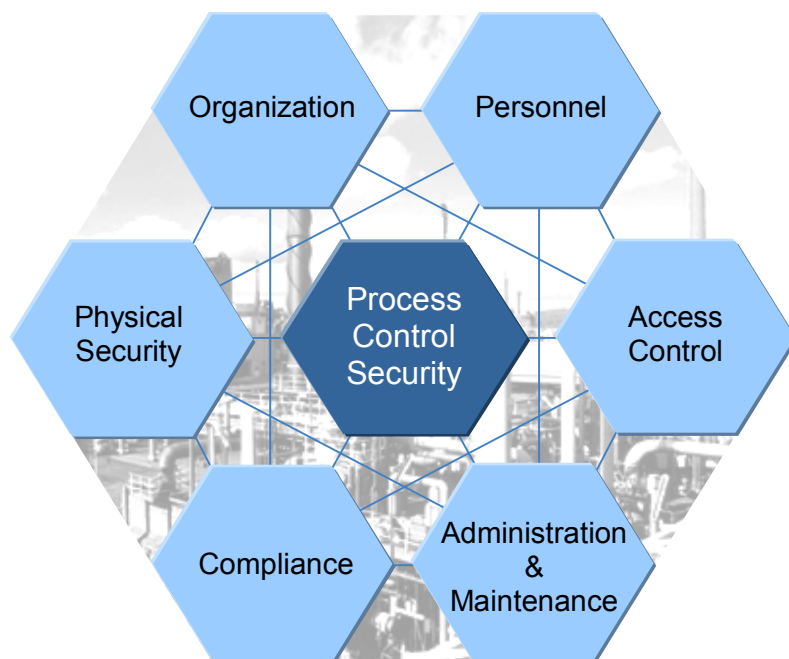 Organization
Personnel
Physical
Security
Process
Control
Security
Access
Control
Compliance
Administration
&
Maintenance